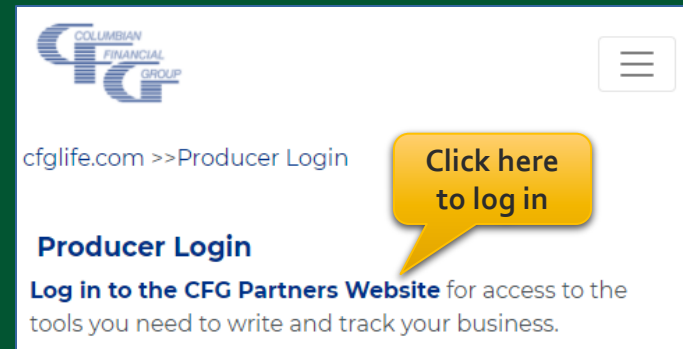 COLUMBIAN
FINANCIAL
GROUP
cfglife.com >>Producer Login
Click here
to log in
Producer Login
Log in to the CFG Partners Website for access to the
tools you need to write and track your business.